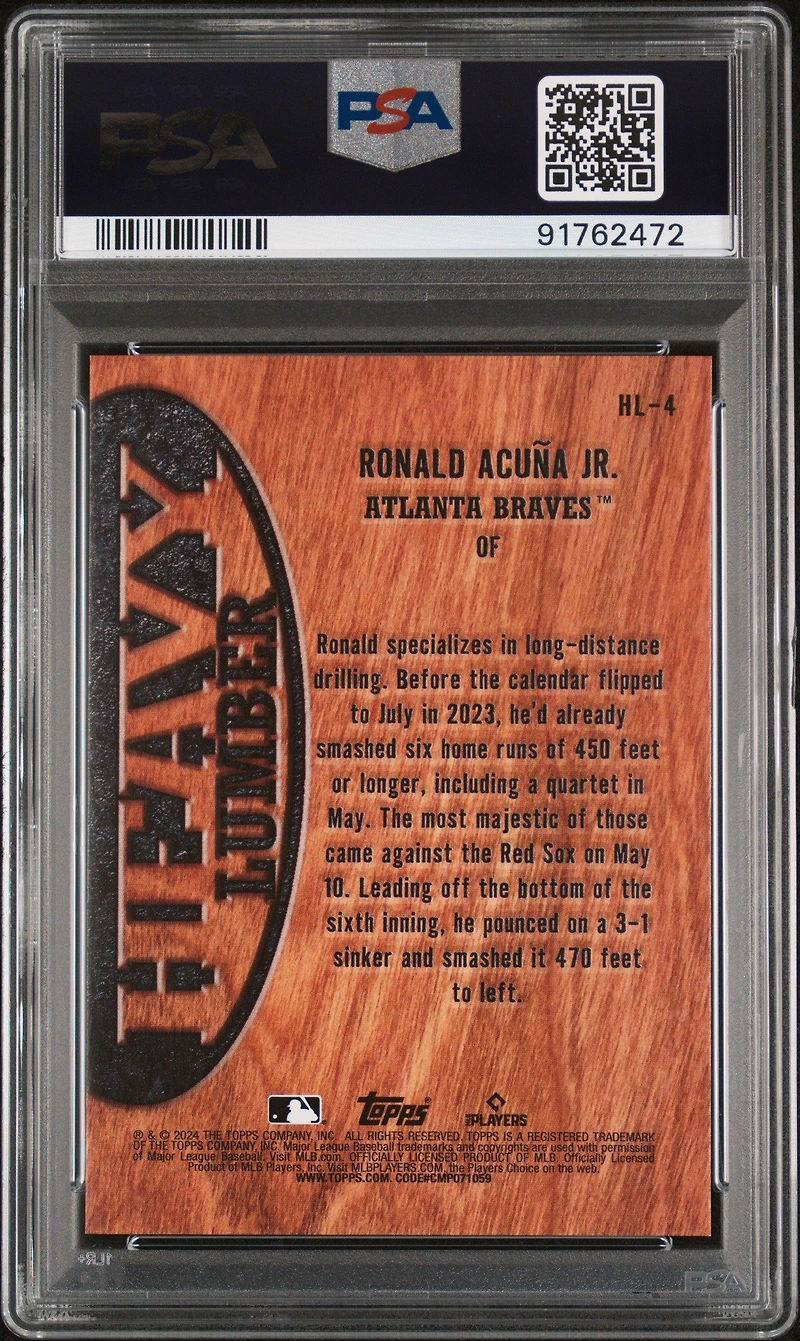 PSA
PSA
91762472
HL-4
RONALD ACUÑA JR.
ATLANTA BRAVES™
OF
HEAVY
LUMBER
Ronald specializes in long-distance
drilling. Before the calendar flipped
to July in 2023, he'd already
smashed six home runs of 450 feet
or longer, including a quartet in
May. The most majestic of those
came against the Red Sox on May
10. Leading off the bottom of the
sixth inning, he pounced on a 3-1
sinker and smashed it 470 feet
to left.
Topps®
MLB PLAYERS
® & © 2024 THE TOPPS COMPANY, INC. ALL RIGHTS RESERVED. TOPPS IS A REGISTERED TRADEMARK
OF THE TOPPS COMPANY, INC. Major League Baseball trademarks and copyrights are used with permission
of Major League Baseball. Visit MLB.com. OFFICIALLY LICENSED PRODUCT OF MLB. Officially Licensed
Product of MLB Players, Inc. Visit MLBPLAYERS.COM, the Players Choice on the web.
WWW.TOPPS.COM. CODE#CMP071059
PSA